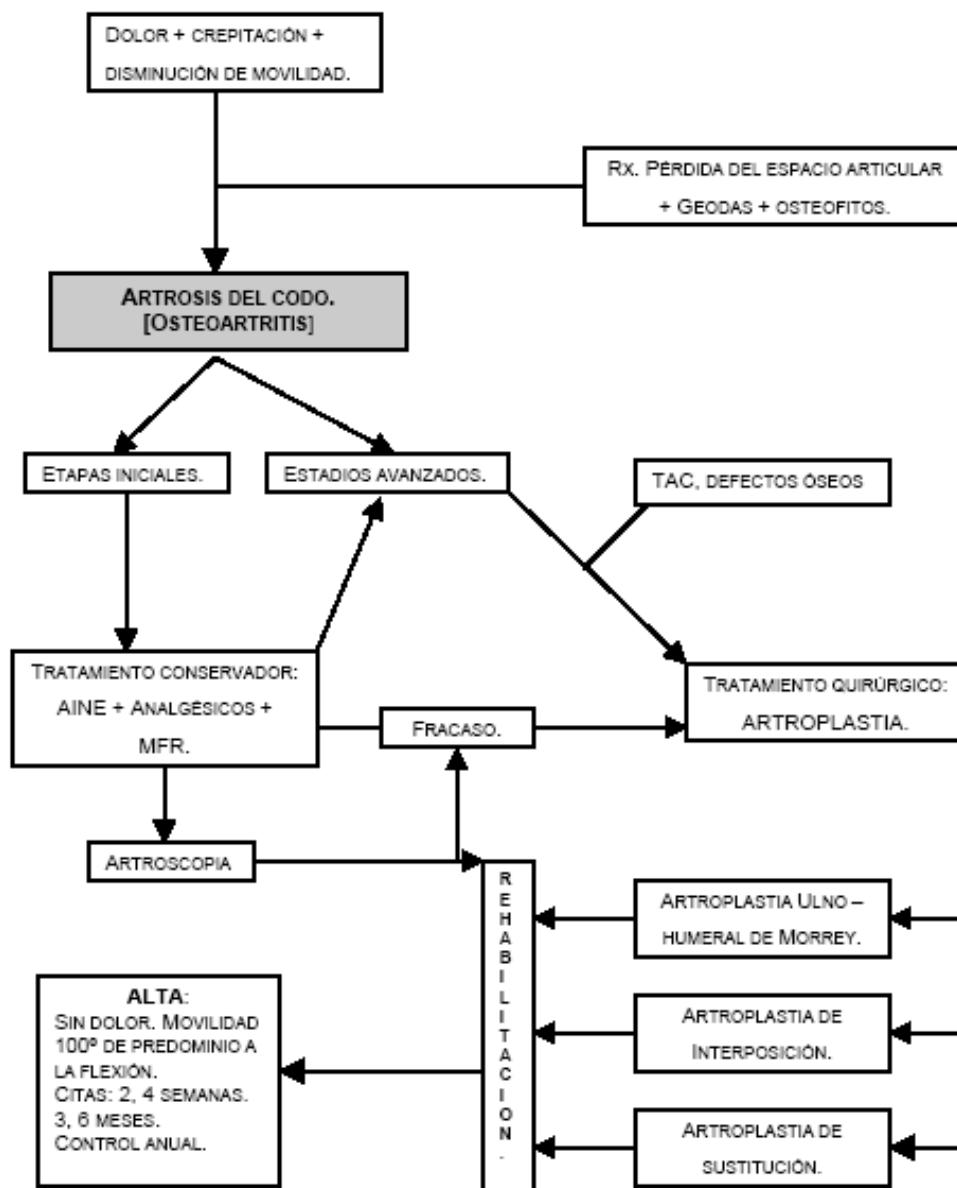 DOLOR + CREPITACIÓN +
DISMINUCIÓN DE MOVILIDAD.
RX. PÉRDIDA DEL ESPACIO ARTICULAR
+ GEODAS + OSTEOFITOS.
ARTROSIS DEL CODO.
[OSTEOARTRITIS]
ETAPAS INICIALES.
ESTADIOS AVANZADOS.
TAC, DEFECTOS ÓSEOS
TRATAMIENTO CONSERVADOR:
AINE + ANALGÉSICOS +
MFR.
FRACASO.
TRATAMIENTO QUIRÚRGICO:
ARTROPLASTIA.
ARTROSCOPIA
REHABILITACION.
ARTROPLASTIA ULNO –
HUMERAL DE MORREY.
ARTROPLASTIA DE
INTERPOSICIÓN.
ARTROPLASTIA DE
SUSTITUCIÓN.
ALTA:
SIN DOLOR. MOVILIDAD
100º DE PREDOMINIO A
LA FLEXIÓN.
CITAS: 2, 4 SEMANAS.
3, 6 MESES.
CONTROL ANUAL.